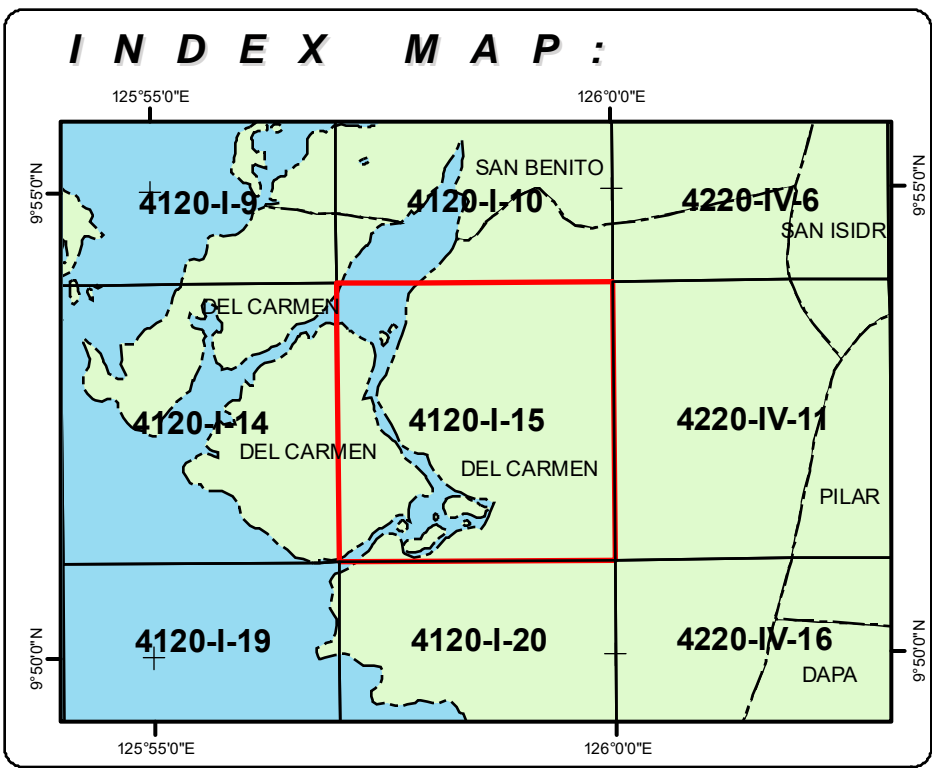 INDEX MAP:
125°55'0"E 126°0'0"E
9°55'0"N
9°55'0"N
SAN BENITO
4120-I-9 4120-I-10 4220-IV-6
SAN ISIDR
DEL CARMEN
4120-I-14 4120-I-15 4220-IV-11
DEL CARMEN
DEL CARMEN
PILAR
9°50'0"N
9°50'0"N
4120-I-19 4120-I-20 4220-IV-16
DAPA
125°55'0"E 126°0'0"E